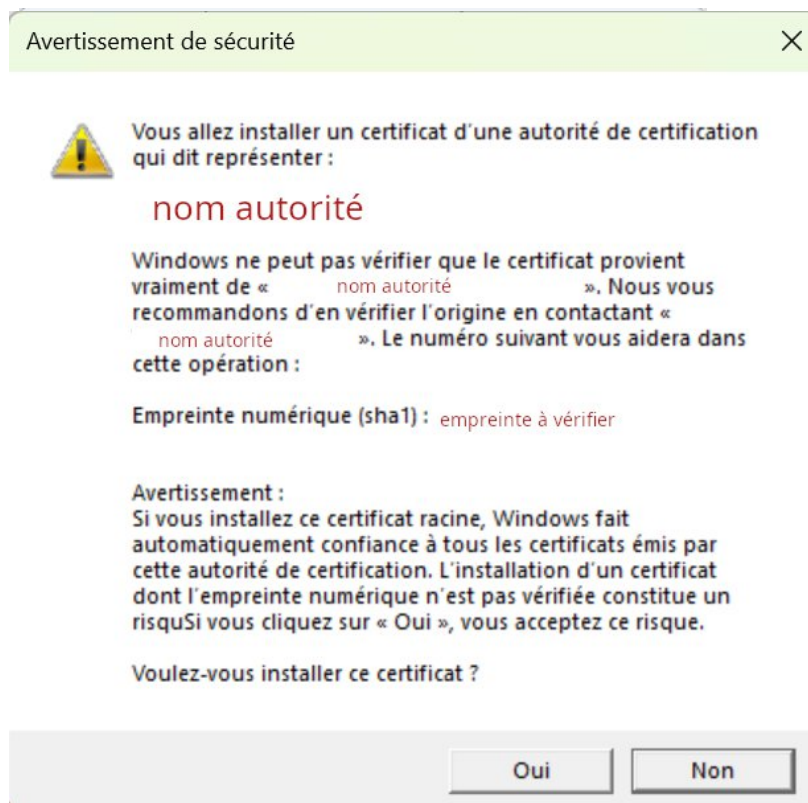 Avertissement de sécurité
Vous allez installer un certificat d'une autorité de certification
qui dit représenter :
nom autorité
Windows ne peut pas vérifier que le certificat provient
vraiment de « nom autorité ». Nous vous
recommandons d'en vérifier l'origine en contactant «
nom autorité ». Le numéro suivant vous aidera dans
cette opération :
Empreinte numérique (sha1) : empreinte à vérifier
Avertissement :
Si vous installez ce certificat racine, Windows fait
automatiquement confiance à tous les certificats émis par
cette autorité de certification. L'installation d'un certificat
dont l'empreinte numérique n'est pas vérifiée constitue un
risquSi vous cliquez sur « Oui », vous acceptez ce risque.
Voulez-vous installer ce certificat ?
Oui Non